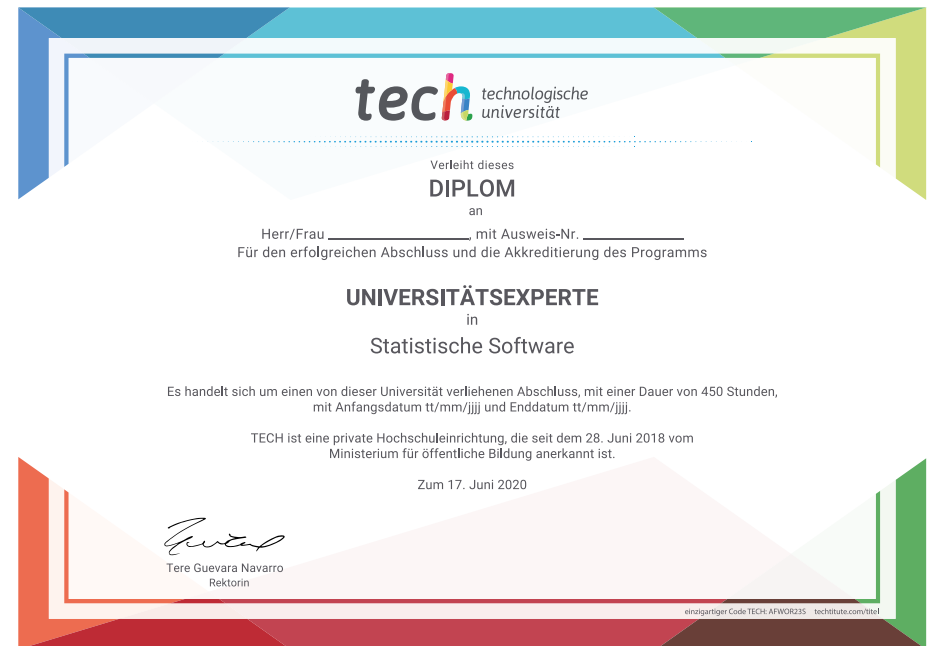 tech technologische
universität
Verleiht dieses
DIPLOM
an
Herr/Frau ____________________, mit Ausweis-Nr. ______________
Für den erfolgreichen Abschluss und die Akkreditierung des Programms
UNIVERSITÄTSEXPERTE
in
Statistische Software
Es handelt sich um einen von dieser Universität verliehenen Abschluss, mit einer Dauer von 450 Stunden,
mit Anfangsdatum tt/mm/jjjj und Enddatum tt/mm/jjjj.
TECH ist eine private Hochschuleinrichtung, die seit dem 28. Juni 2018 vom
Ministerium für öffentliche Bildung anerkannt ist.
Zum 17. Juni 2020
Tere Guevara Navarro
Rektorin
einzigartiger Code TECH: AFWOR23S techtitute.com/titel